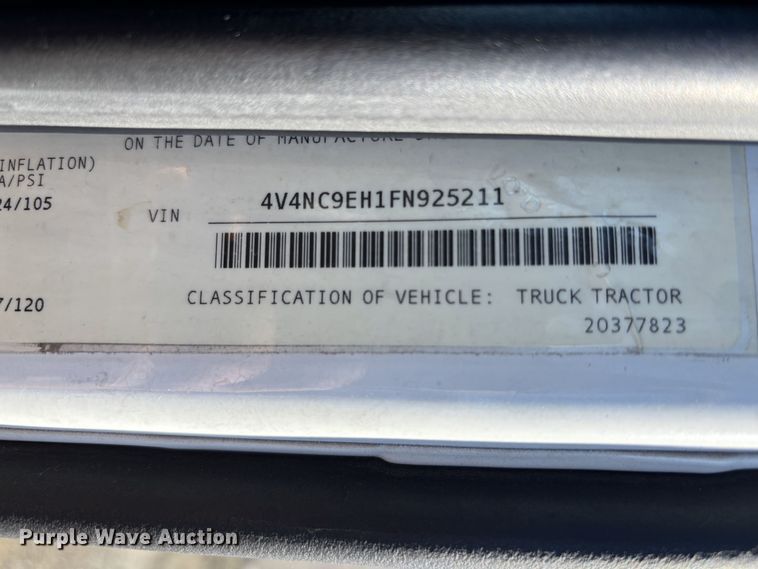 ON THE DATE OF MANUFACTURE
INFLATION)
A/PSI
24/105
VIN 4V4NC9EH1FN925211
7/120
CLASSIFICATION OF VEHICLE: TRUCK TRACTOR
20377823
Purple Wave Auction